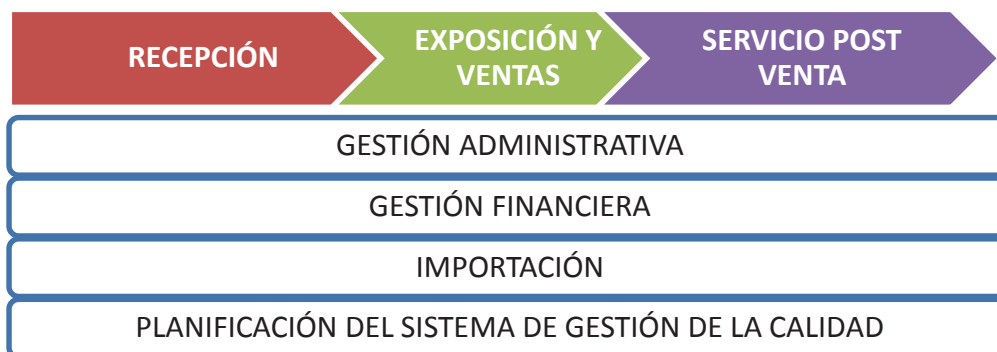 RECEPCIÓN
EXPOSICIÓN Y
VENTAS
SERVICIO POST
VENTA
GESTIÓN ADMINISTRATIVA
GESTIÓN FINANCIERA
IMPORTACIÓN
PLANIFICACIÓN DEL SISTEMA DE GESTIÓN DE LA CALIDAD